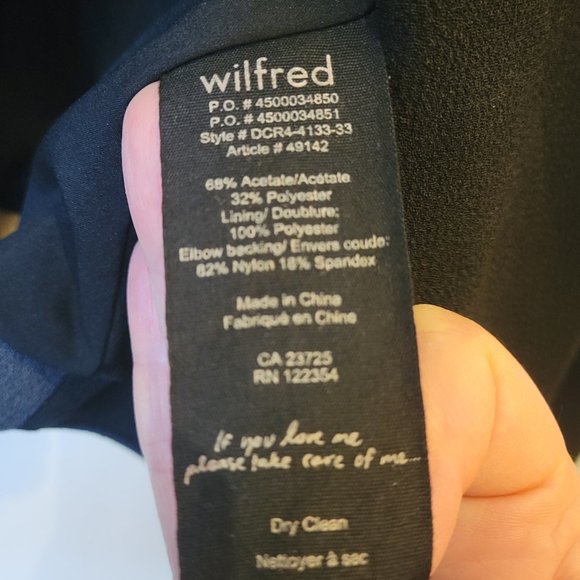 wilfred
P.O. # 4500034850
P.O. # 4500034851
Style # DCR4-4133-33
Article # 49142
68% Acetate/Acétate
32% Polyester
Lining/ Doublure:
100% Polyester
Elbow backing/ Envers coude:
82% Nylon 18% Spandex
Made in China
Fabriqué en Chine
CA 23725
RN 122354
If you love me
please take care of me...
Dry Clean
Nettoyer à sec